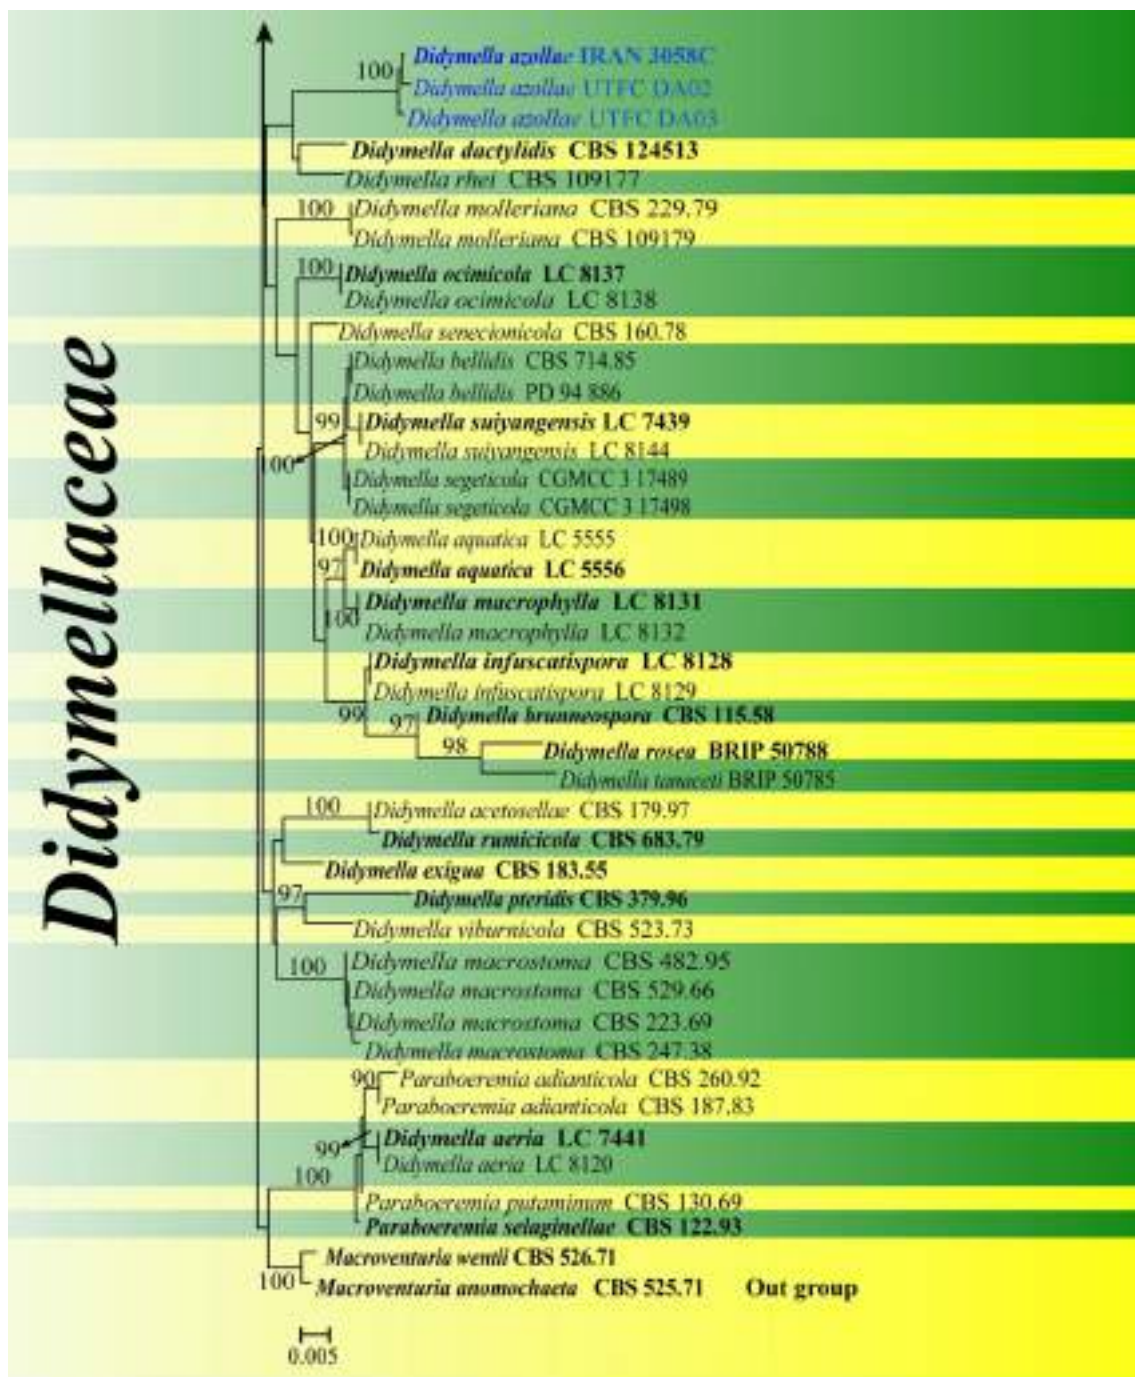 Didymellaceae
100
Didymella azollae IRAN 3058C
Didymella azollae UTFC DA02
Didymella azollae UTFC DA03
Didymella dactylidis CBS 124513
Didymella rhei CBS 109177
100
Didymella molleriana CBS 229.79
Didymella molleriana CBS 109179
100
Didymella ocimicola LC 8137
Didymella ocimicola LC 8138
Didymella senecionicola CBS 160.78
Didymella bellidis CBS 714.85
Didymella bellidis PD 94 886
99
Didymella suiyangensis LC 7439
Didymella suiyangensis LC 8144
100
Didymella segeticola CGMCC 3 17489
Didymella segeticola CGMCC 3 17498
100
Didymella aquatica LC 5555
97
Didymella aquatica LC 5556
Didymella macrophylla LC 8131
100
Didymella macrophylla LC 8132
Didymella infuscatispora LC 8128
Didymella infuscatispora LC 8129
99
97
Didymella brunneospora CBS 115.58
98
Didymella rosea BRIP 50788
Didymella tanaceti BRIP 50785
100
Didymella acetosellae CBS 179.97
Didymella rumicicola CBS 683.79
Didymella exigua CBS 183.55
97
Didymella pteridis CBS 379.96
Didymella viburnicola CBS 523.73
100
Didymella macrostoma CBS 482.95
Didymella macrostoma CBS 529.66
Didymella macrostoma CBS 223.69
Didymella macrostoma CBS 247.38
90
Paraboeremia adianticola CBS 260.92
Paraboeremia adianticola CBS 187.83
Didymella aeria LC 7441
99
Didymella aeria LC 8120
100
Paraboeremia putaminum CBS 130.69
Paraboeremia selaginellae CBS 122.93
Macroventuria wentii CBS 526.71
100
Macroventuria anomochaeta CBS 525.71 Out group
0.005